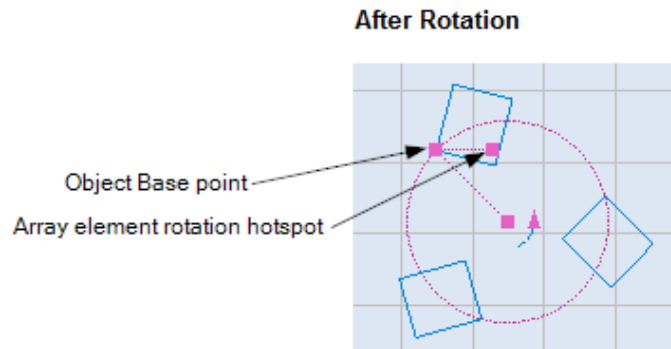 After Rotation
Object Base point
Array element rotation hotspot